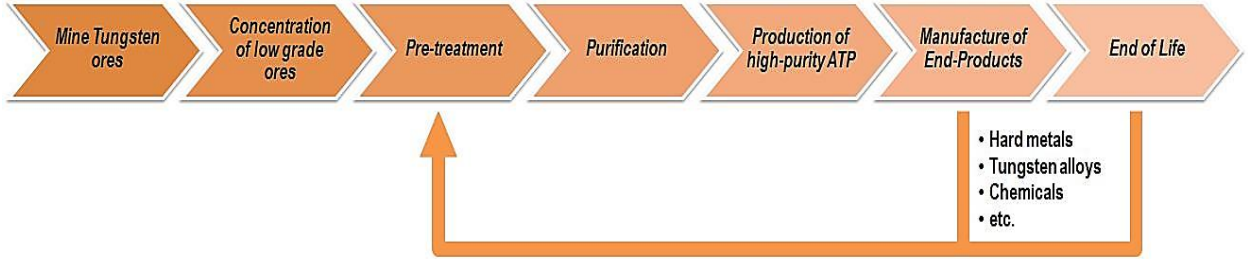 Mine Tungsten
ores
Concentration
of low grade
ores
Pre-treatment
Purification
Production of
high-purity ATP
Manufacture of
End-Products
End of Life
• Hard metals
• Tungsten alloys
• Chemicals
• etc.